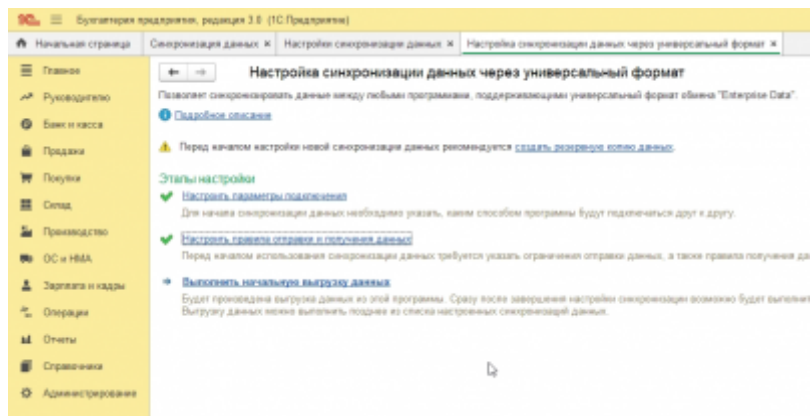 1С Бухгалтерия предприятия, редакция 3.0 (1С:Предприятие)
Начальная страница Синхронизация данных × Настройки синхронизации данных × Настройка синхронизации данных через универсальный формат ×
Главное
Руководителю
Банк и касса
Продажи
Покупки
Склад
Производство
ОС и НМА
Зарплата и кадры
Операции
Отчеты
Справочники
Администрирование
Настройка синхронизации данных через универсальный формат
Позволяет синхронизировать данные между любыми программами, поддерживающими универсальный формат обмена "Enterprise Data".
Подробное описание
Перед началом настройки новой синхронизации данных рекомендуется создать резервную копию данных.
Этапы настройки
Настроить параметры подключения
Для начала синхронизации данных необходимо указать, каким способом программы будут подключаться друг к другу.
Настроить правила отправки и получения данных
Перед началом использования синхронизации данных требуется указать ограничения отправки данных, а также правила получения да
Выполнить начальную выгрузку данных
Будет произведена выгрузка данных из этой программы. Сразу после завершения настройки синхронизации возможно будет выполни
Выгрузку данных можно выполнить позднее из списка настроенных синхронизаций данных.